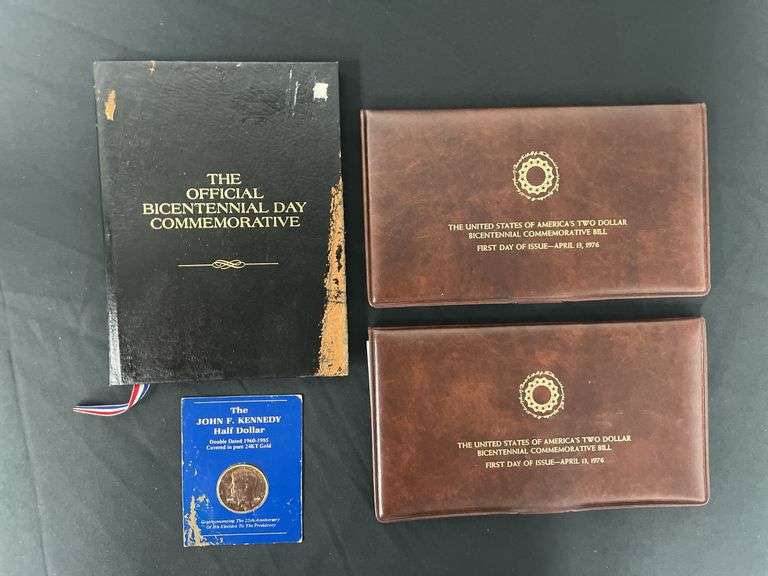 THE
OFFICIAL
BICENTENNIAL DAY
COMMEMORATIVE
THE UNITED STATES OF AMERICA'S TWO DOLLAR
BICENTENNIAL COMMEMORATIVE BILL
FIRST DAY OF ISSUE—APRIL 13, 1976
THE UNITED STATES OF AMERICA'S TWO DOLLAR
BICENTENNIAL COMMEMORATIVE BILL
FIRST DAY OF ISSUE—APRIL 13, 1976
The
JOHN F. KENNEDY
Half Dollar
Double Dated 1960-1985
Covered in pure 24KT Gold
Commemorating The 25th Anniversary
Of His Election To The Presidency